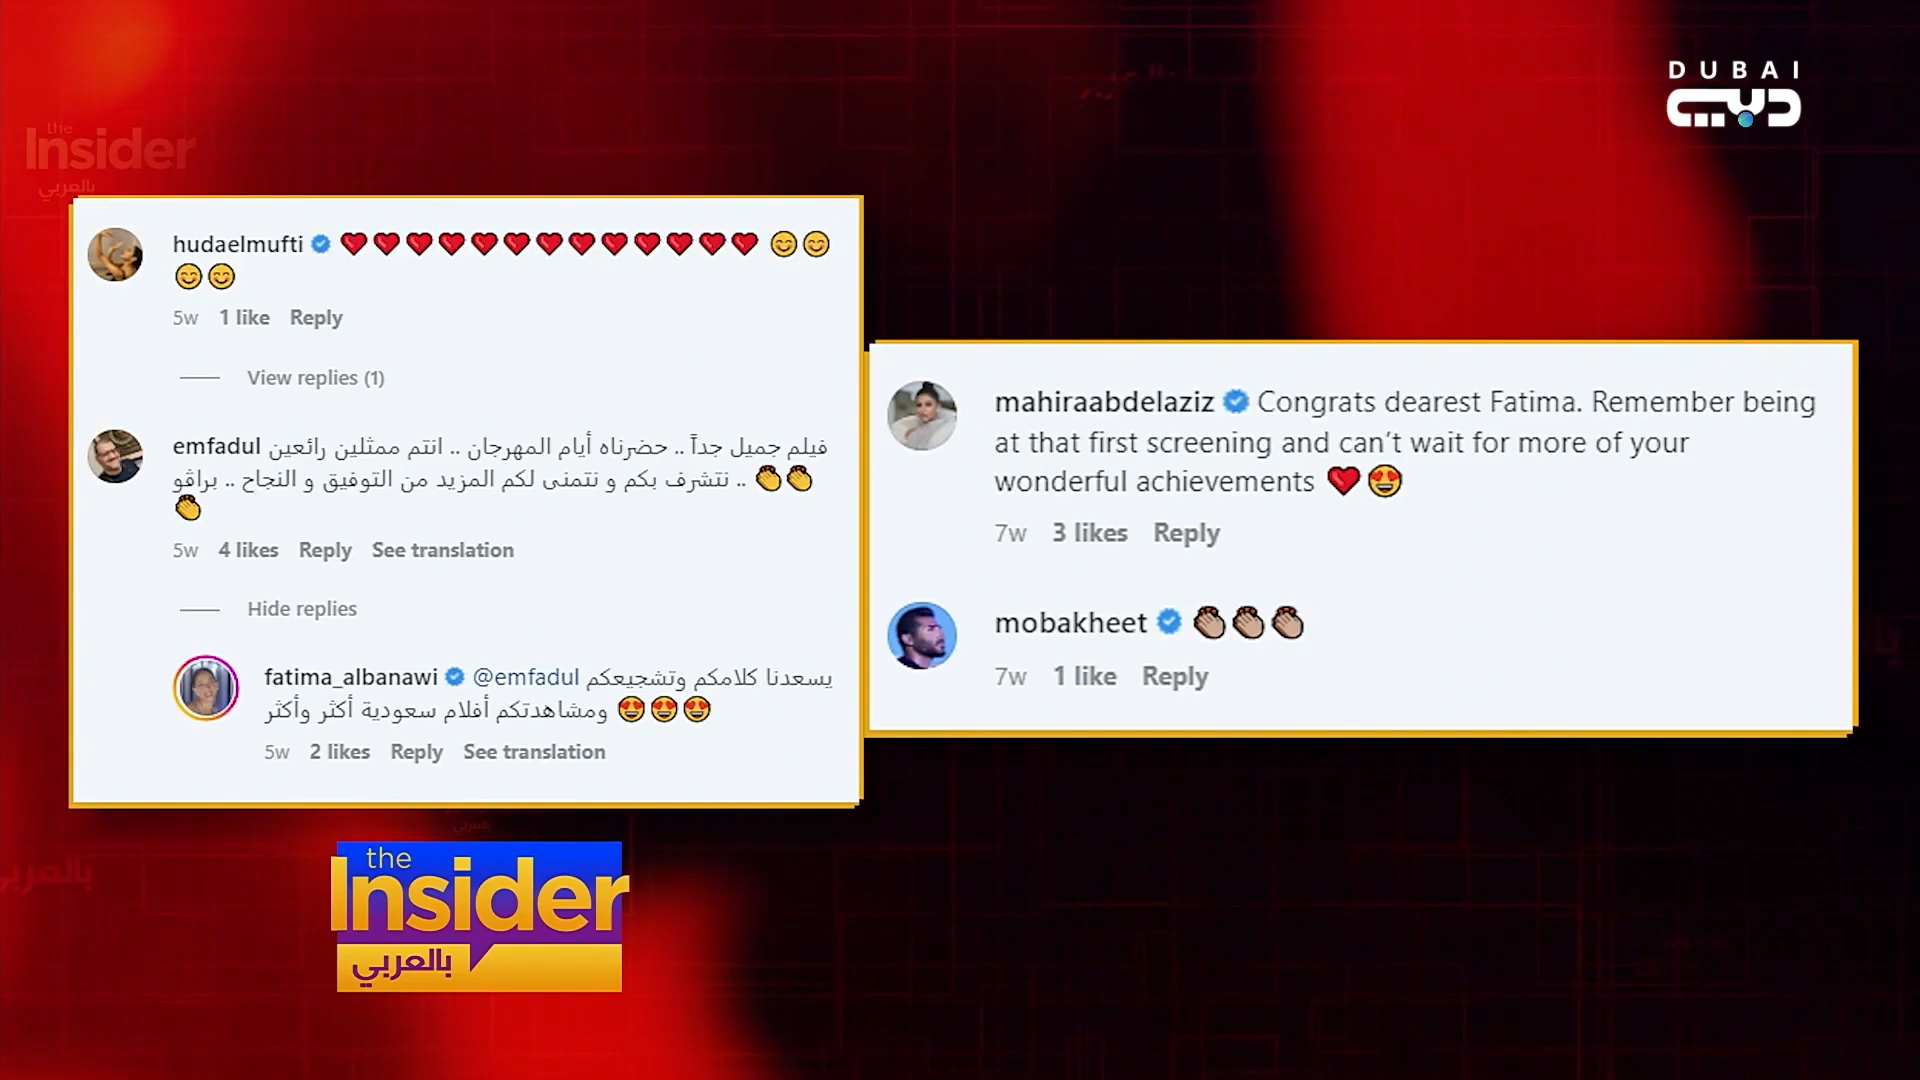 DUBAI
دبي
the
Insider
بالعربي
hudaelmufti ❤❤❤❤❤❤❤❤❤❤❤❤❤ 😊😊
😊😊
5w 1 like Reply
View replies (1)
emfadul فيلم جميل جداً .. حضرناه أيام المهرجان .. انتم ممثلين رائعين
👏👏 .. نتشرف بكم و نتمنى لكم المزيد من التوفيق و النجاح .. براڤو
👏
5w 4 likes Reply See translation
Hide replies
fatima_albanawi @emfadul يسعدنا كلامكم وتشجيعكم
ومشاهدتكم أفلام سعودية أكثر وأكثر 😍😍😍
5w 2 likes Reply See translation
mahiraabdelaziz Congrats dearest Fatima. Remember being
at that first screening and can't wait for more of your
wonderful achievements ❤😍
7w 3 likes Reply
mobakheet 👏🏽👏🏽👏🏽
7w 1 like Reply
the
Insider
بالعربي
بالعربي